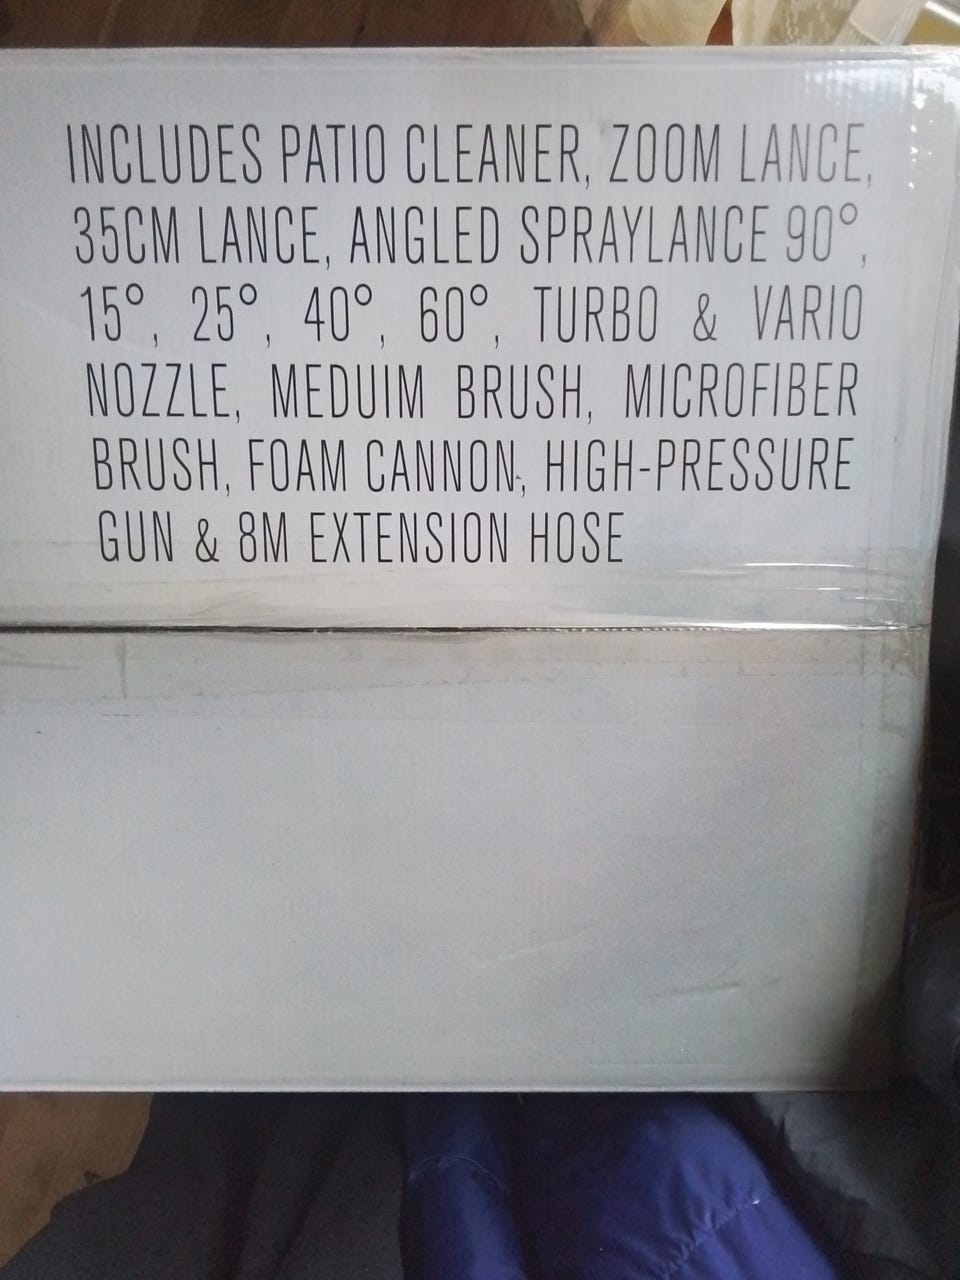 INCLUDES PATIO CLEANER, ZOOM LANCE,
35CM LANCE, ANGLED SPRAYLANCE 90°,
15°, 25°, 40°, 60°, TURBO & VARIO
NOZZLE, MEDUIM BRUSH, MICROFIBER
BRUSH, FOAM CANNON, HIGH-PRESSURE
GUN & 8M EXTENSION HOSE